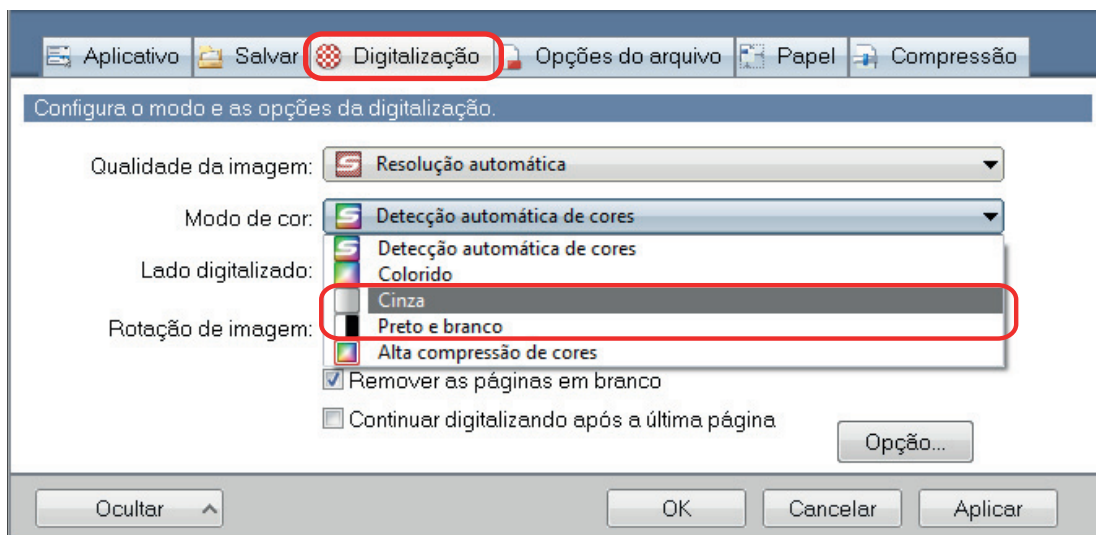 Aplicativo Salvar Digitalização Opções do arquivo Papel Compressão
Configura o modo e as opções da digitalização.
Qualidade da imagem: Resolução automática
Modo de cor: Detecção automática de cores
Detecção automática de cores
Lado digitalizado: Colorido
Cinza
Rotação de imagem: Preto e branco
Alta compressão de cores
Remover as páginas em branco
Continuar digitalizando após a última página
Opção...
Ocultar OK Cancelar Aplicar